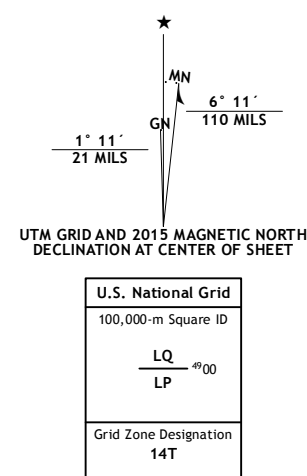 ★
MN
GN
6° 11´
110 MILS
1° 11´
21 MILS
UTM GRID AND 2015 MAGNETIC NORTH
DECLINATION AT CENTER OF SHEET
U.S. National Grid
100,000-m Square ID
LQ
4900
LP
Grid Zone Designation
14T